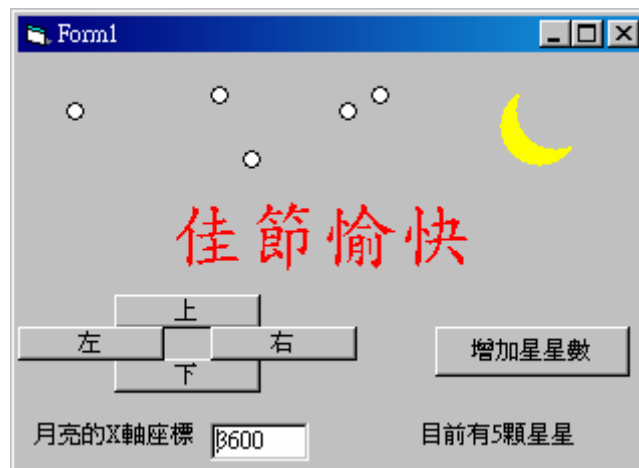 Form1
佳節愉快
上
左
右
下
增加星星數
月亮的X軸座標
3600
目前有5顆星星